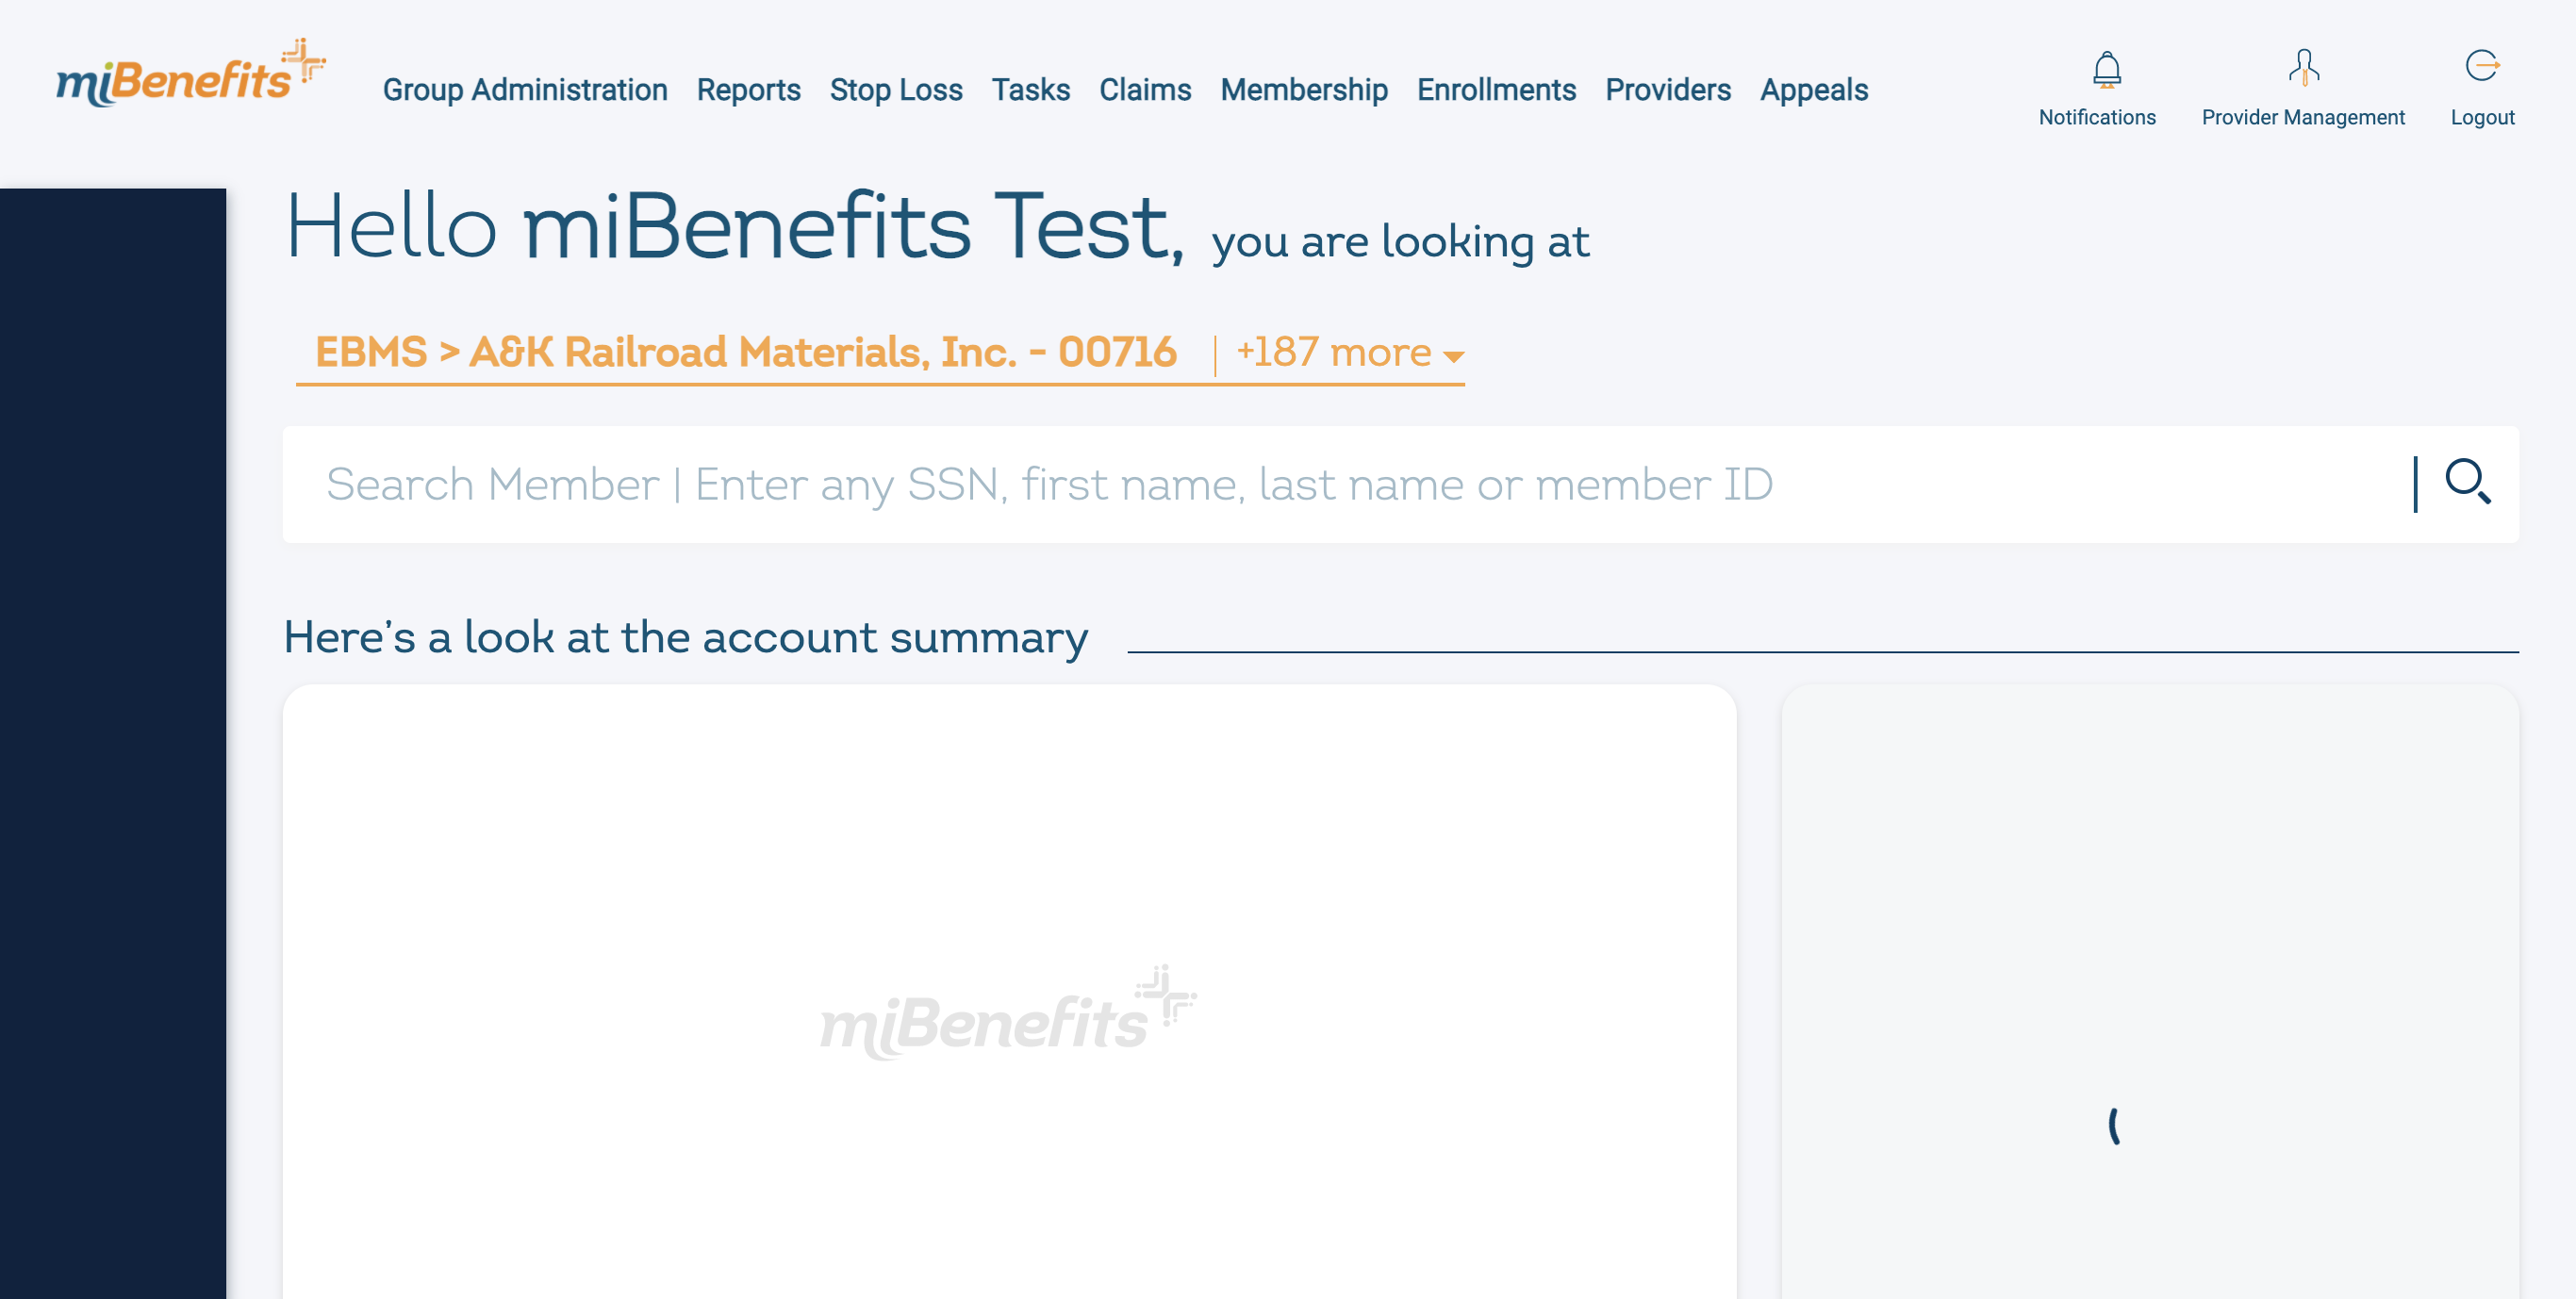 miBenefits
Group Administration Reports Stop Loss Tasks Claims Membership Enrollments Providers Appeals
Notifications Provider Management Logout
Hello miBenefits Test, you are looking at
EBMS > A&K Railroad Materials, Inc. - 00716 | +187 more
Search Member | Enter any SSN, first name, last name or member ID
Here's a look at the account summary
miBenefits